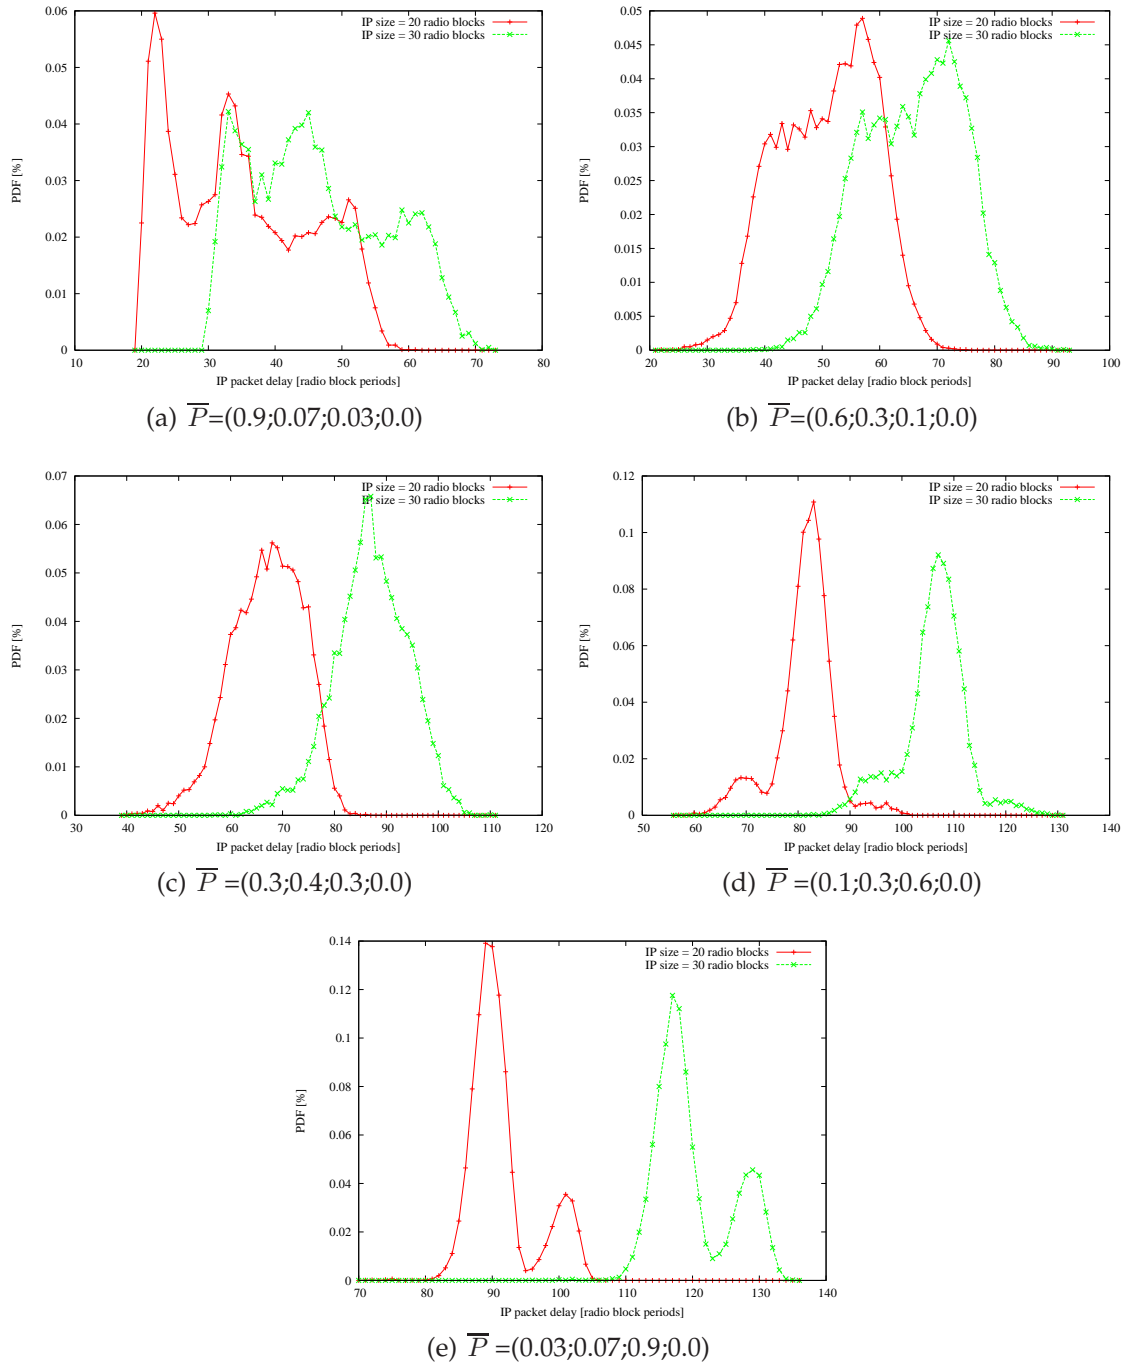 0.06
0.05
0.04
0.03
0.02
0.01
0
PDF [%]
IP size = 20 radio blocks
IP size = 30 radio blocks
10 20 30 40 50 60 70 80
IP packet delay [radio block periods]
(a) P=(0.9;0.07;0.03;0.0)
0.05
0.045
0.04
0.035
0.03
0.025
0.02
0.015
0.01
0.005
0
PDF [%]
IP size = 20 radio blocks
IP size = 30 radio blocks
20 30 40 50 60 70 80 90 100
IP packet delay [radio block periods]
(b) P=(0.6;0.3;0.1;0.0)
0.07
0.06
0.05
0.04
0.03
0.02
0.01
0
PDF [%]
IP size = 20 radio blocks
IP size = 30 radio blocks
30 40 50 60 70 80 90 100 110 120
IP packet delay [radio block periods]
(c) P =(0.3;0.4;0.3;0.0)
0.12
0.1
0.08
0.06
0.04
0.02
0
PDF [%]
IP size = 20 radio blocks
IP size = 30 radio blocks
50 60 70 80 90 100 110 120 130 140
IP packet delay [radio block periods]
(d) P =(0.1;0.3;0.6;0.0)
0.14
0.12
0.1
0.08
0.06
0.04
0.02
0
PDF [%]
IP size = 20 radio blocks
IP size = 30 radio blocks
70 80 90 100 110 120 130 140
IP packet delay [radio block periods]
(e) P =(0.03;0.07;0.9;0.0)